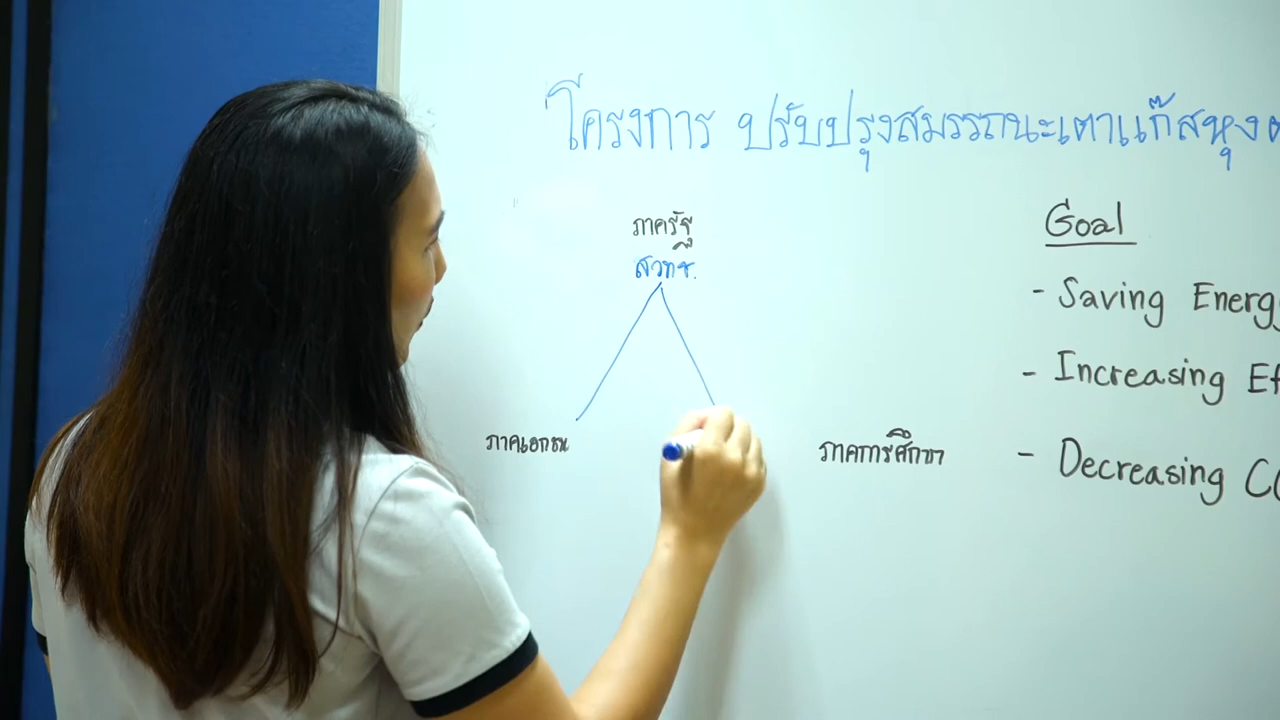 โครงการ ปรับปรุงสมรรถนะเตาแก๊สหุงต
ภาครัฐ
สวทช.
ภาคเอกชน
ภาคการศึกษา
Goal
- Saving Energy
- Increasing Ef
- Decreasing CO